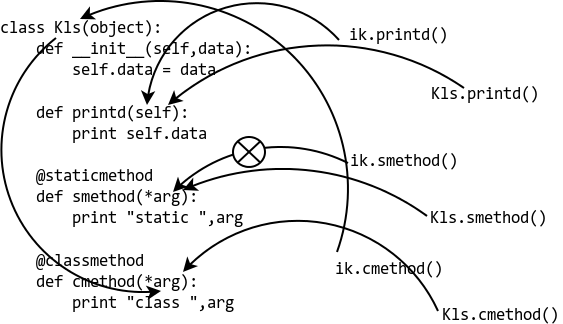 class Kls(object):
    def __init__(self,data):
        self.data = data
    def printd(self):
        print self.data
    @staticmethod
    def smethod(*arg):
        print "static ",arg
    @classmethod
    def cmethod(*arg):
        print "class ",arg
ik.printd()
Kls.printd()
ik.smethod()
Kls.smethod()
ik.cmethod()
Kls.cmethod()